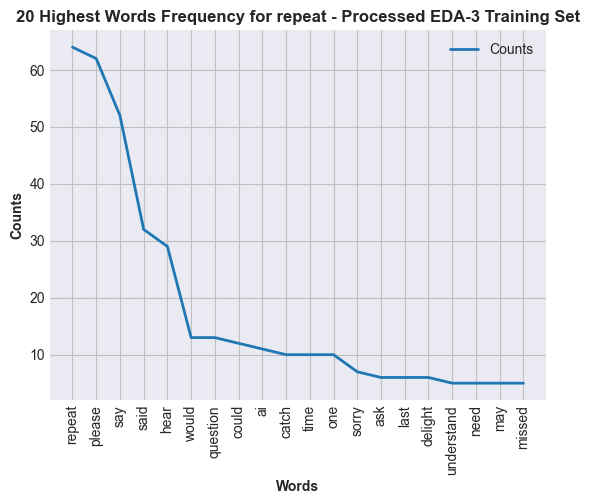 20 Highest Words Frequency for repeat - Processed EDA-3 Training Set
Counts
60
50
40
30
20
10
Counts
repeat
please
say
said
hear
would
question
could
ai
catch
time
one
sorry
ask
last
delight
understand
need
may
missed
Words